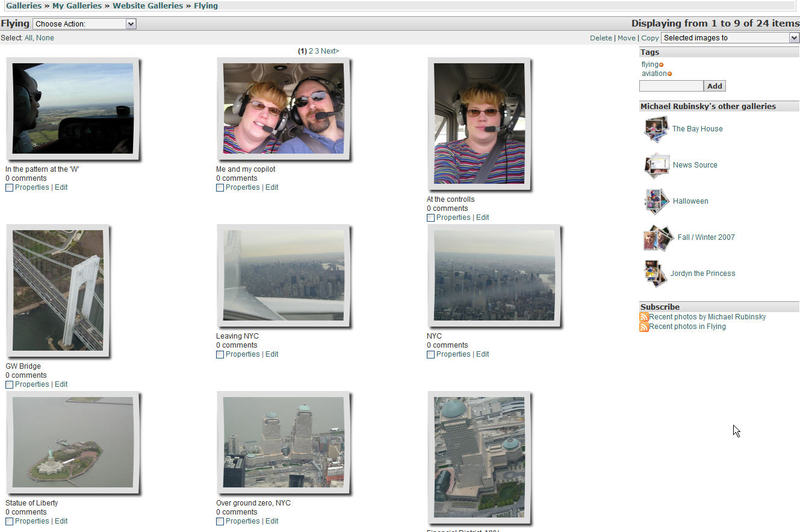 Galleries » My Galleries » Website Galleries » Flying
Flying Choose Action: Displaying from 1 to 9 of 24 items
Select: All, None Delete | Move | Copy Selected images to
(1) 2 3 Next>
In the pattern at the 'W'
0 comments
Properties | Edit
Me and my copilot
0 comments
Properties | Edit
At the controlls
0 comments
Properties | Edit
GW Bridge
0 comments
Properties | Edit
Leaving NYC
0 comments
Properties | Edit
NYC
0 comments
Properties | Edit
Statue of Liberty
0 comments
Properties | Edit
Over ground zero, NYC
0 comments
Properties | Edit
Financial District
Tags
flying
aviation
Add
Michael Rubinsky's other galleries
The Bay House
News Source
Halloween
Fall / Winter 2007
Jordyn the Princess
Subscribe
Recent photos by Michael Rubinsky
Recent photos in Flying